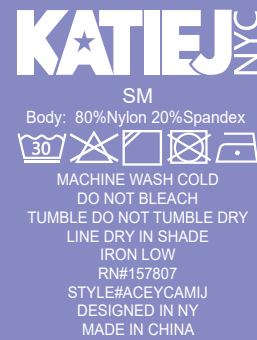 KATIEJ NYC
SM
Body: 80%Nylon 20%Spandex
30
MACHINE WASH COLD
DO NOT BLEACH
TUMBLE DO NOT TUMBLE DRY
LINE DRY IN SHADE
IRON LOW
RN#157807
STYLE#ACEYCAMIJ
DESIGNED IN NY
MADE IN CHINA